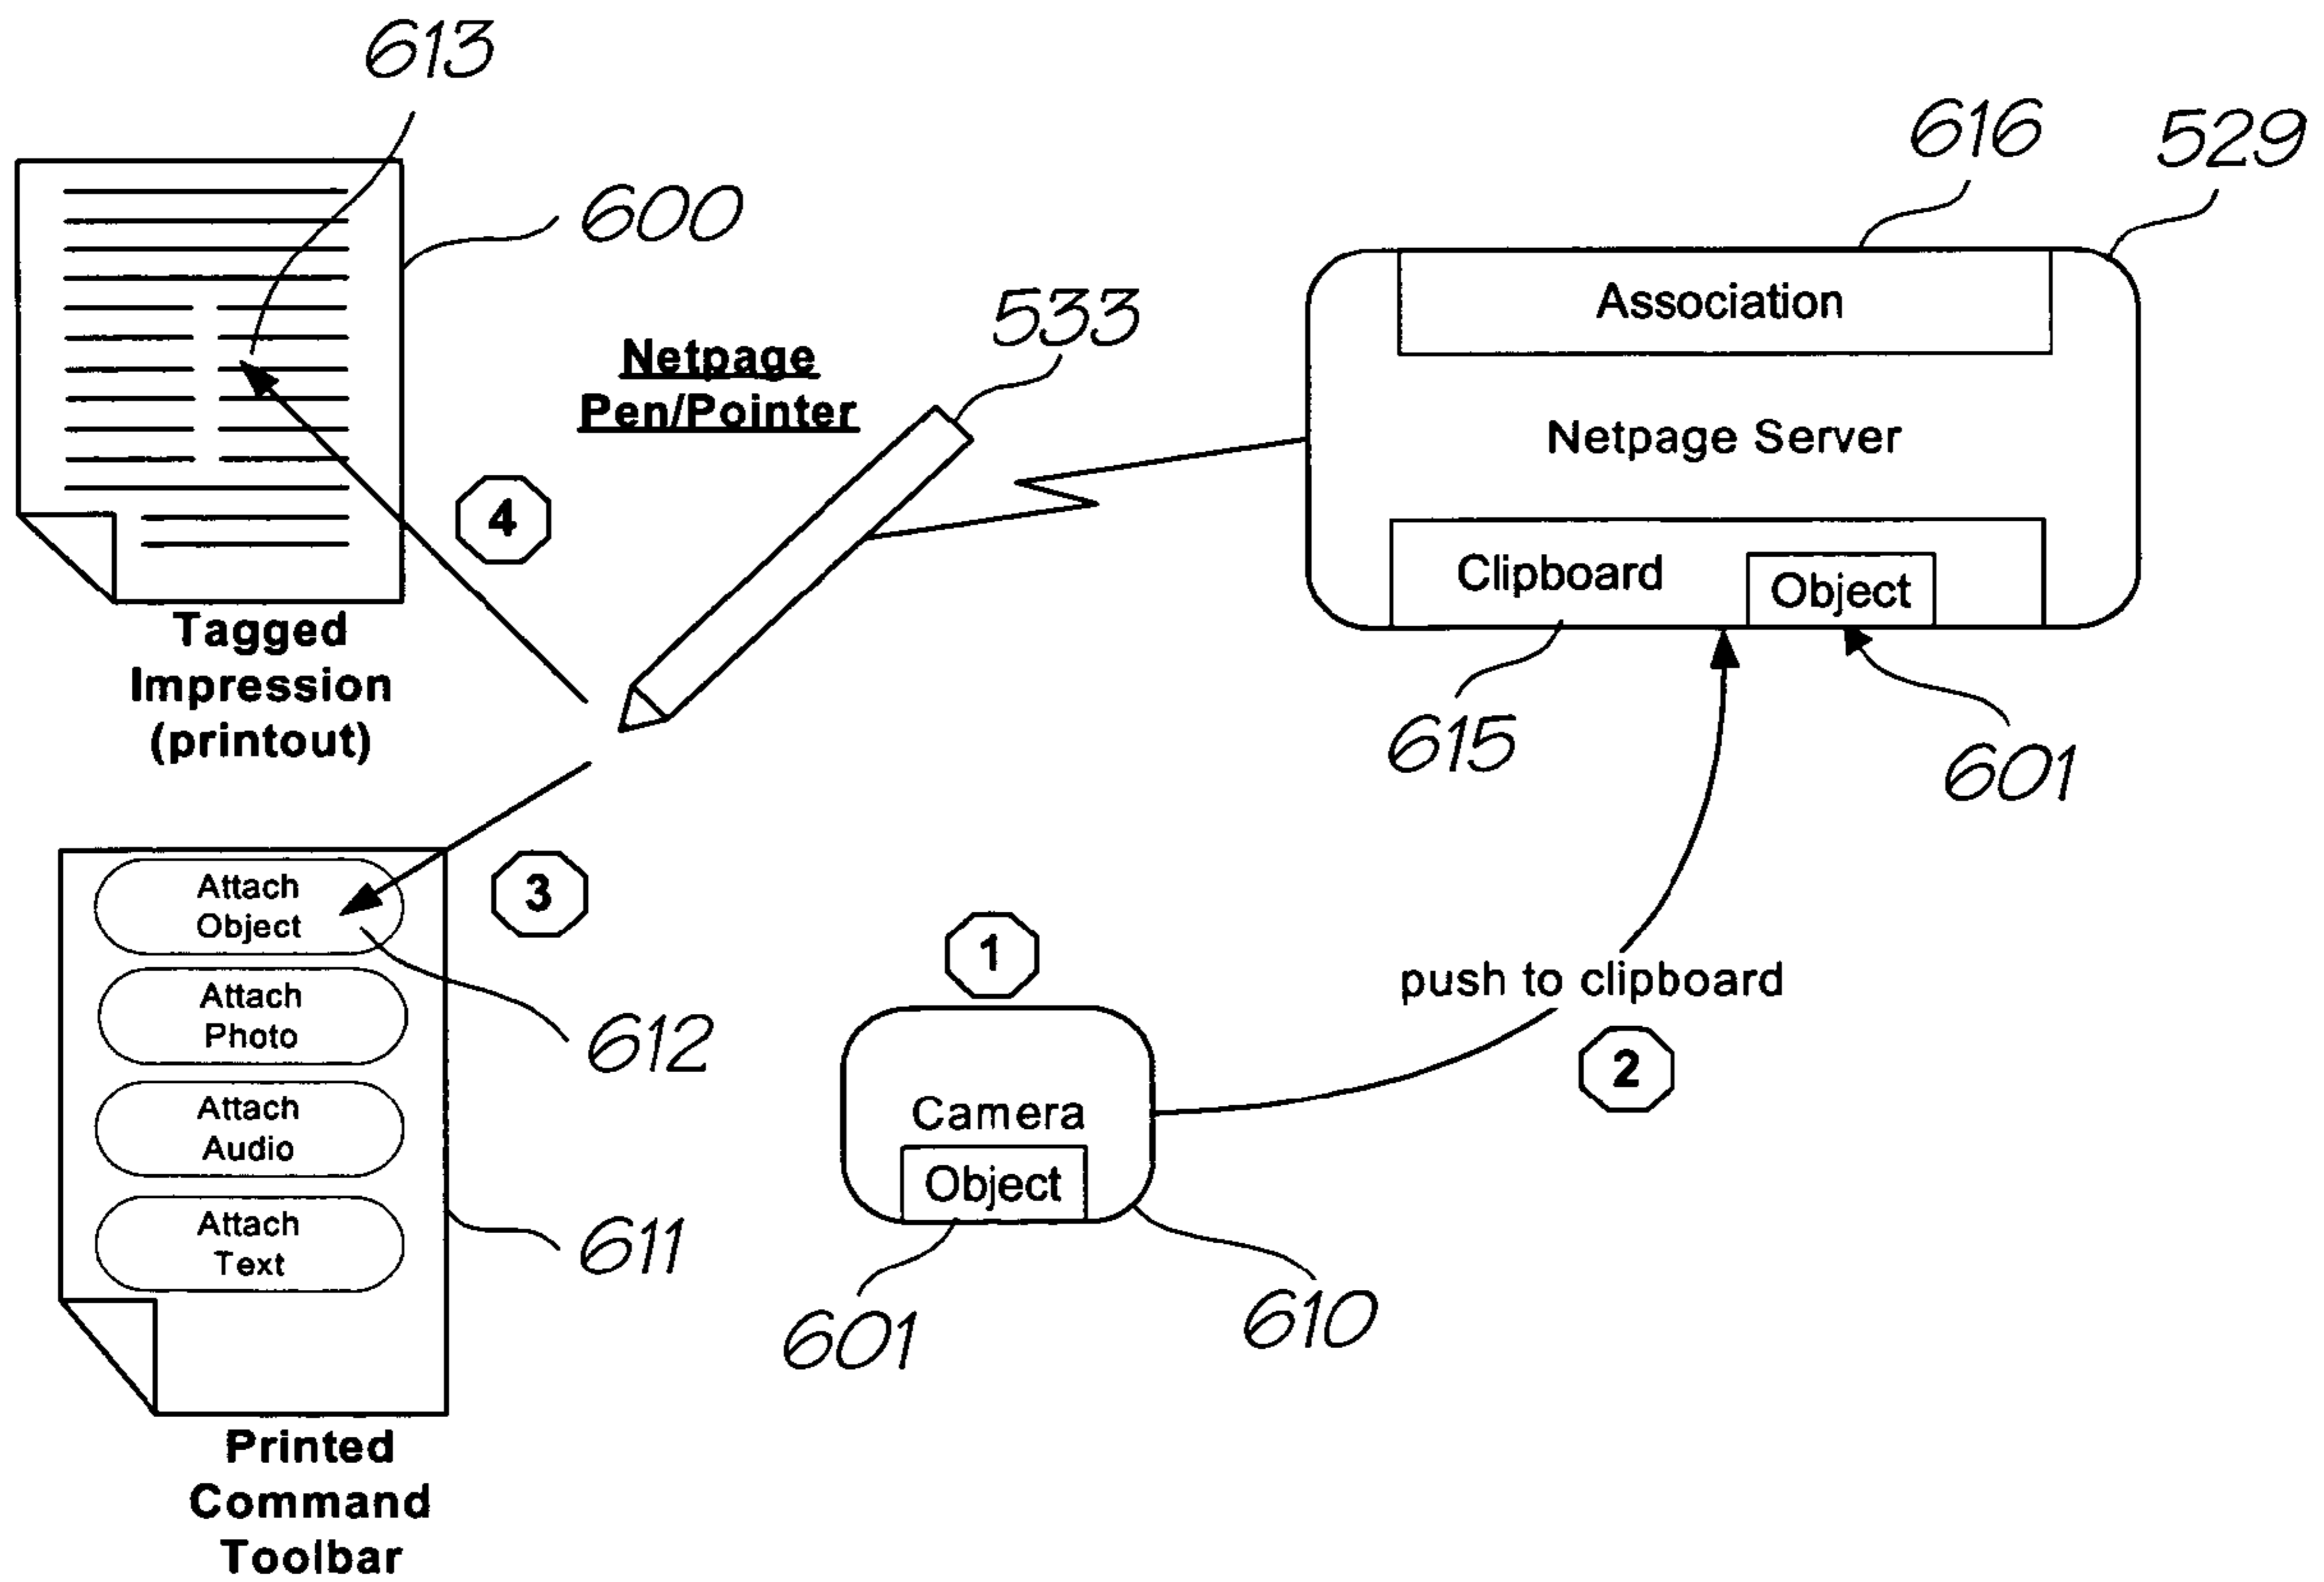 613
600
616
529
533
Netpage
Pen/Pointer
Association
Netpage Server
Clipboard
Object
615
601
4
Tagged
Impression
(printout)
3
Attach
Object
Attach
Photo
Attach
Audio
Attach
Text
612
611
Printed
Command
Toolbar
1
Camera
Object
601
610
push to clipboard
2